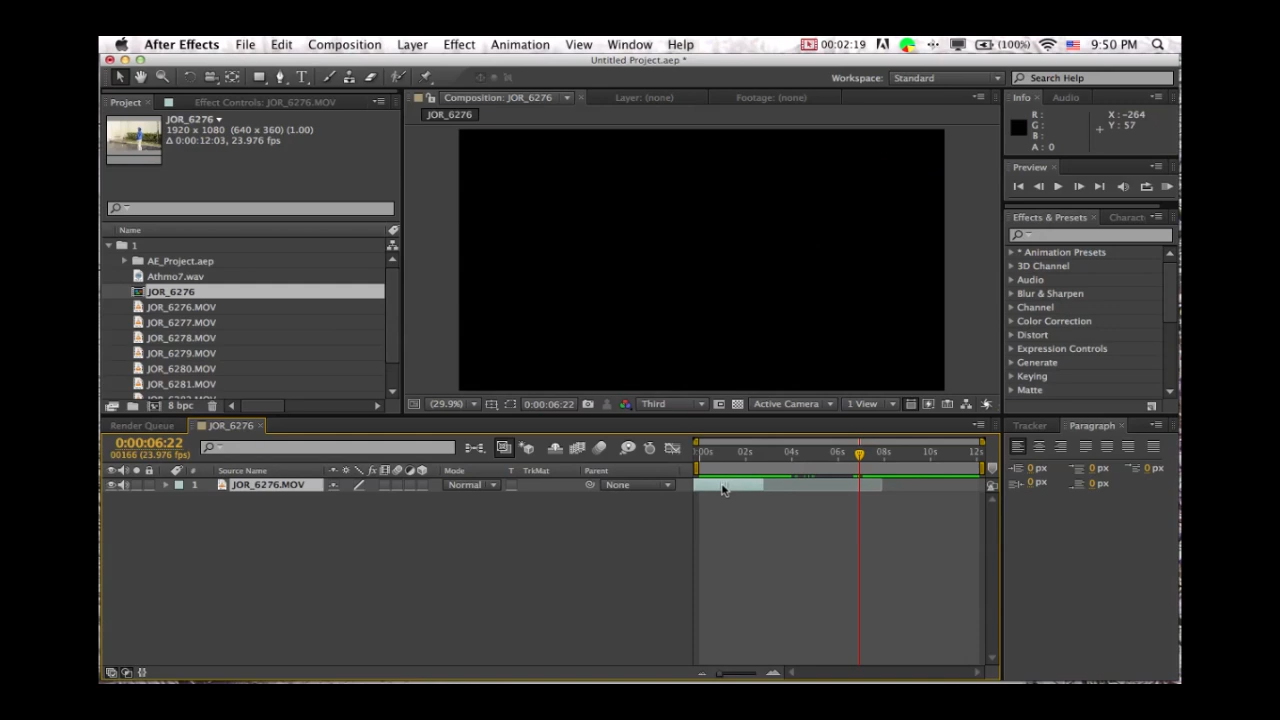 After Effects File Edit Composition Layer Effect Animation View Window Help 00:02:19 (100%) 9:50 PM
Untitled Project.aep *
Workspace: Standard Search Help
Project Effect Controls: JOR_6276.MOV Composition: JOR_6276 Layer: (none) Footage: (none) Info Audio
JOR_6276
JOR_6276
1920 x 1080 (640 x 360) (1.00)
Δ 0:00:12:03, 23.976 fps
R :
G :
B :
A : 0
X : -264
Y : 57
Preview
Effects & Presets Charact
Name
1
AE_Project.aep
Athmo7.wav
JOR_6276
JOR_6276.MOV
JOR_6277.MOV
JOR_6278.MOV
JOR_6279.MOV
JOR_6280.MOV
JOR_6281.MOV
* Animation Presets
3D Channel
Audio
Blur & Sharpen
Channel
Color Correction
Distort
Expression Controls
Generate
Keying
Matte
8 bpc (29.9%) 0:00:06:22 Third Active Camera 1 View
Render Queue JOR_6276 Tracker Paragraph
0:00:06:22
00166 (23.976 fps)
:00s 02s 04s 06s 08s 10s 12s
# Source Name Mode T TrkMat Parent
1 JOR_6276.MOV Normal None
0 px 0 px 0 px
0 px 0 px